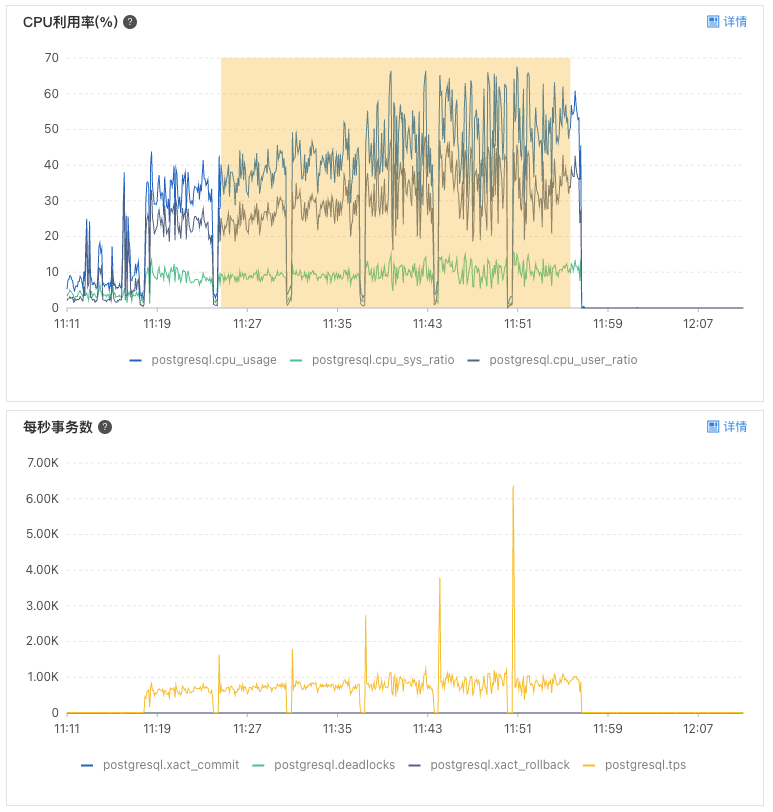 CPU利用率(%) ?
详情
70
60
50
40
30
20
10
0
11:11 11:19 11:27 11:35 11:43 11:51 11:59 12:07
postgresql.cpu_usage postgresql.cpu_sys_ratio postgresql.cpu_user_ratio
每秒事务数 ?
详情
7.00K
6.00K
5.00K
4.00K
3.00K
2.00K
1.00K
0
11:11 11:19 11:27 11:35 11:43 11:51 11:59 12:07
postgresql.xact_commit postgresql.deadlocks postgresql.xact_rollback postgresql.tps